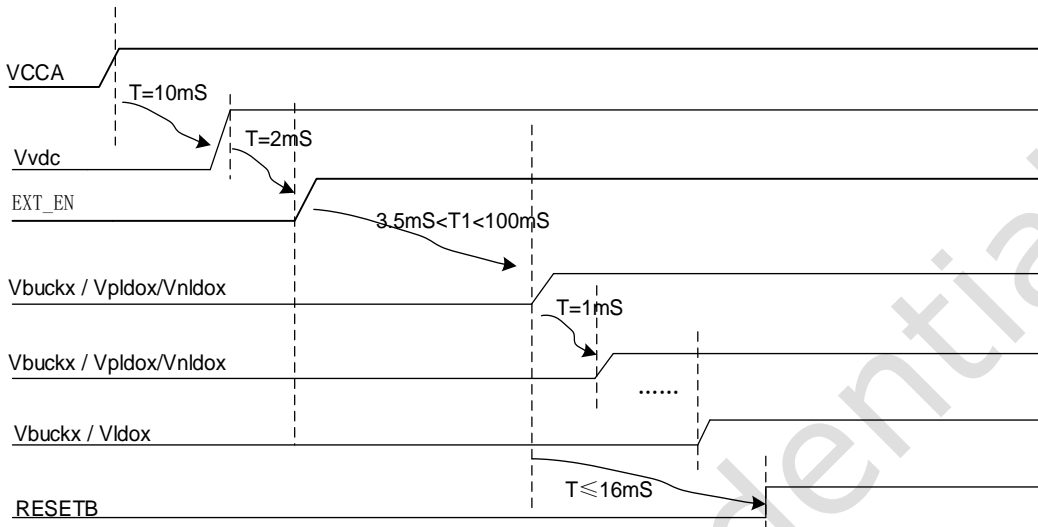 VCCA
T=10mS
T=2mS
Vvdc
EXT_EN
3.5mS<T1<100mS
Vbuckx / Vpldox/Vnldox
T=1mS
Vbuckx / Vpldox/Vnldox
......
Vbuckx / Vldox
T≤16mS
RESETB
dentia